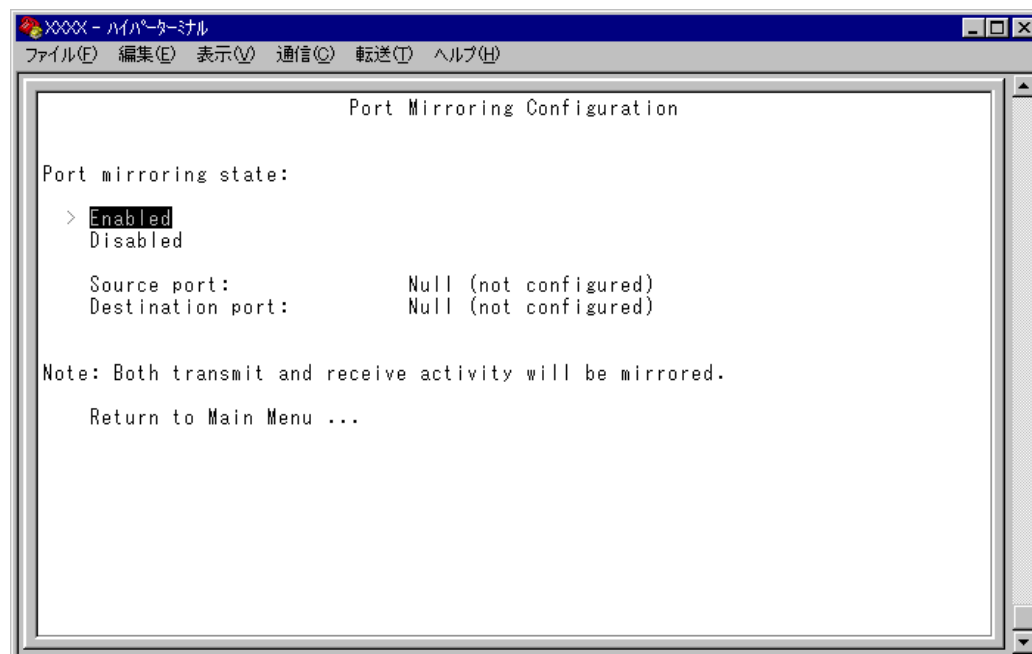 XXXX - ハイパーターミナル
ファイル(F) 編集(E) 表示(V) 通信(C) 転送(T) ヘルプ(H)
Port Mirroring Configuration
Port mirroring state:
> Enabled
Disabled
Source port: Null (not configured)
Destination port: Null (not configured)
Note: Both transmit and receive activity will be mirrored.
Return to Main Menu ...